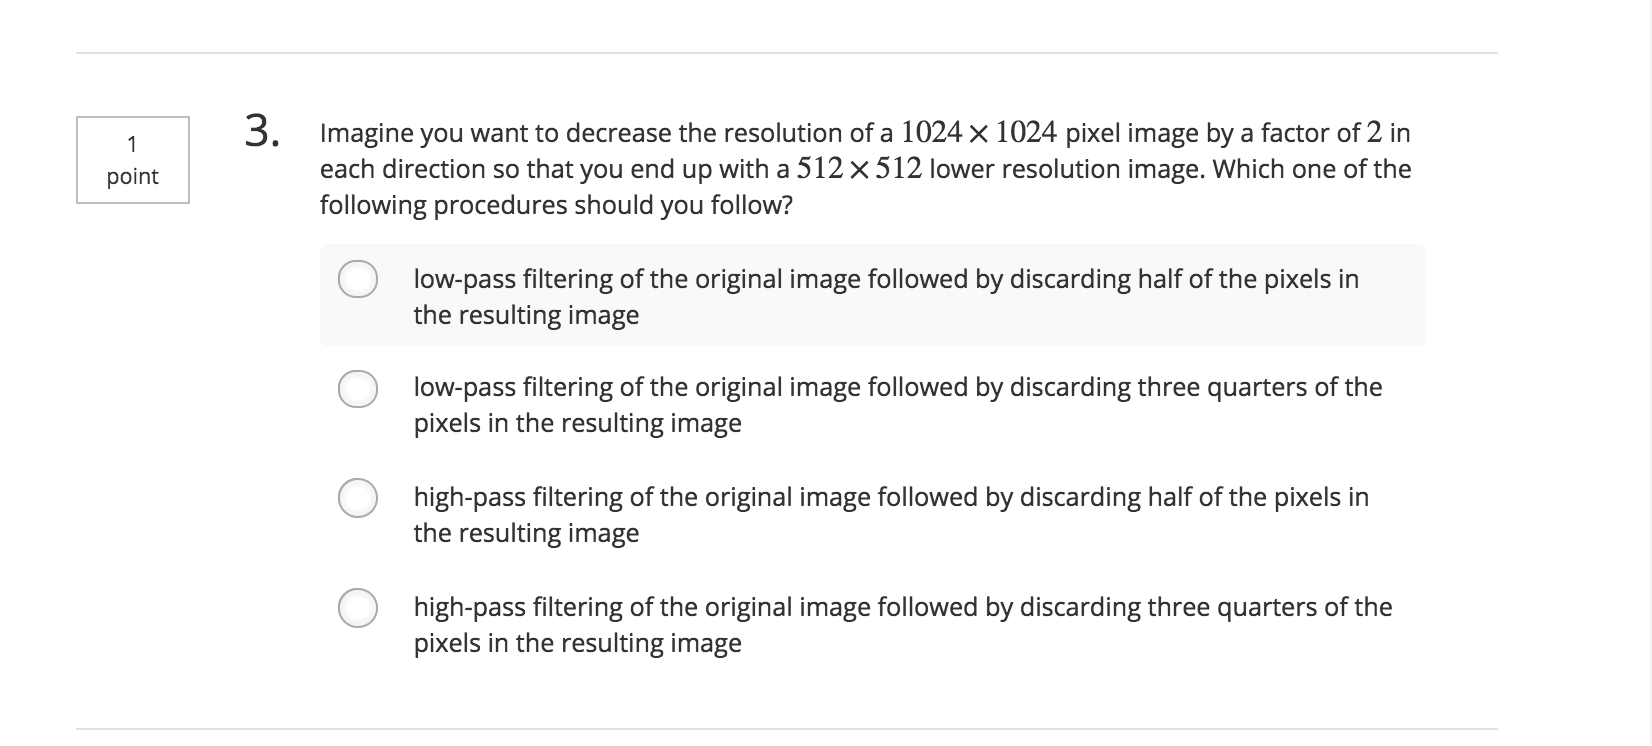 1
point
3.
Imagine you want to decrease the resolution of a 1024 × 1024 pixel image by a factor of 2 in
each direction so that you end up with a 512 × 512 lower resolution image. Which one of the
following procedures should you follow?
low-pass filtering of the original image followed by discarding half of the pixels in
the resulting image
low-pass filtering of the original image followed by discarding three quarters of the
pixels in the resulting image
high-pass filtering of the original image followed by discarding half of the pixels in
the resulting image
high-pass filtering of the original image followed by discarding three quarters of the
pixels in the resulting image